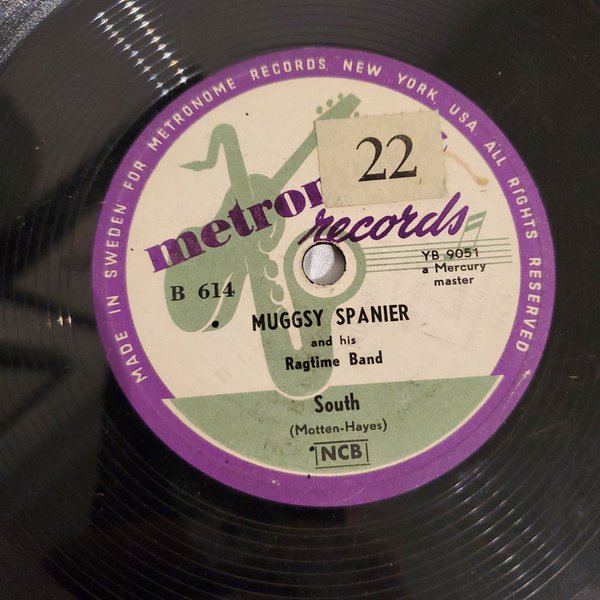 MADE IN SWEDEN FOR METRONOME RECORDS NEW YORK, USA ALL RIGHTS RESERVED
22
records
YB 9051
a Mercury
master
B 614
MUGGSY SPANIER
and his
Ragtime Band
South
(Motten-Hayes)
NCB